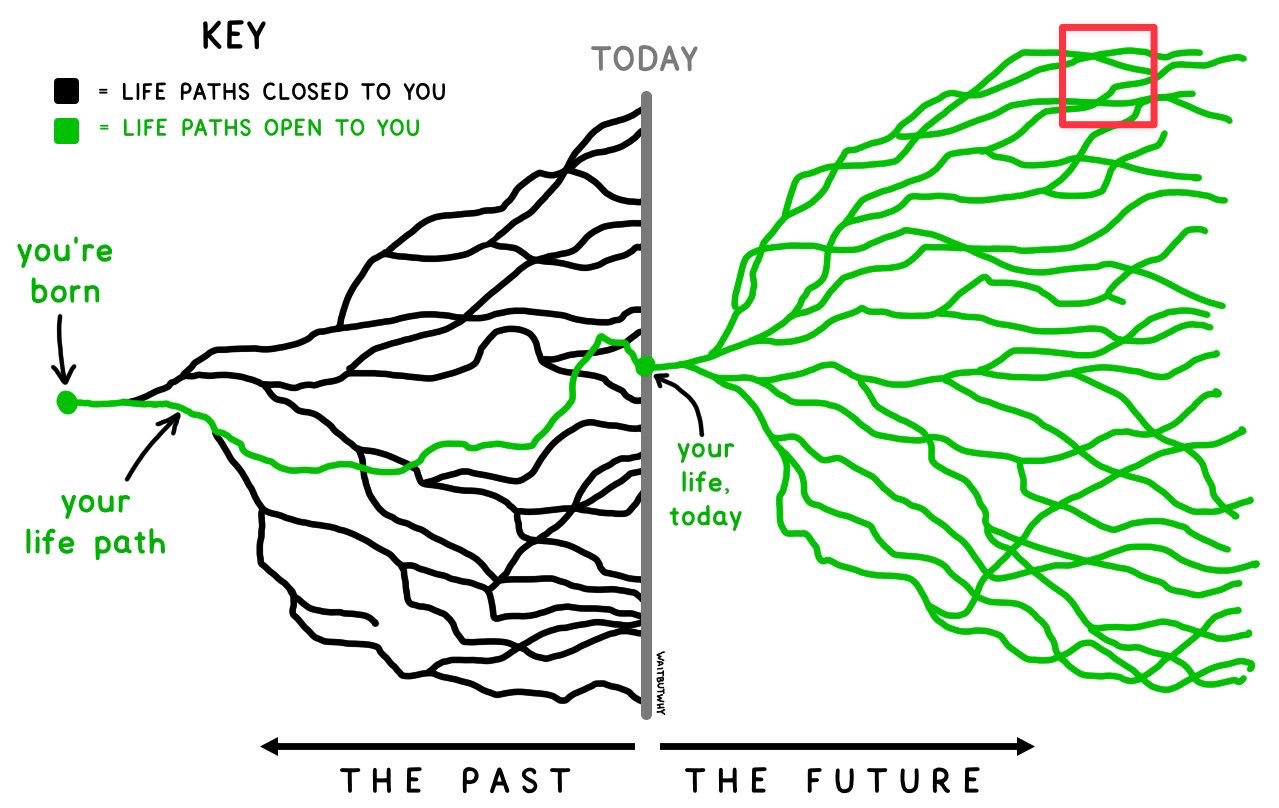 KEY
= LIFE PATHS CLOSED TO YOU
= LIFE PATHS OPEN TO YOU
TODAY
you're
born
your
life path
your
life,
today
WAITBUTWHY
THE PAST
THE FUTURE